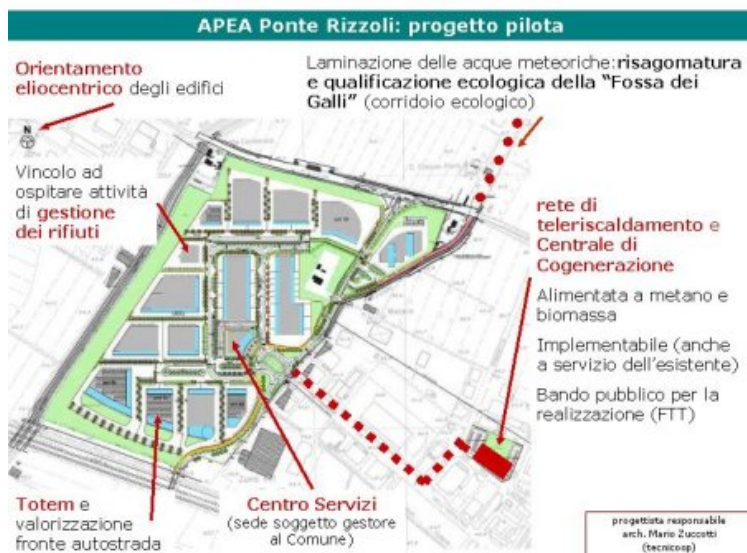 APEA Ponte Rizzoli: progetto pilota
Orientamento
eliocentrico degli edifici
Laminazione delle acque meteoriche:risagomatura
e qualificazione ecologica della “Fossa dei
Galli” (corridoio ecologico)
N
Vincolo ad
ospitare attività
di gestione
dei rifiuti
rete di
teleriscaldamento e
Centrale di
Cogenerazione
Alimentata a metano e
biomassa
Implementabile (anche
a servizio dell'esistente)
Bando pubblico per la
realizzazione (FTT)
Totem e
valorizzazione
fronte autostrada
Centro Servizi
(sede soggetto gestore
al Comune)
progettista responsabile
arch. Mario Zuccotti
(tecnicoop)